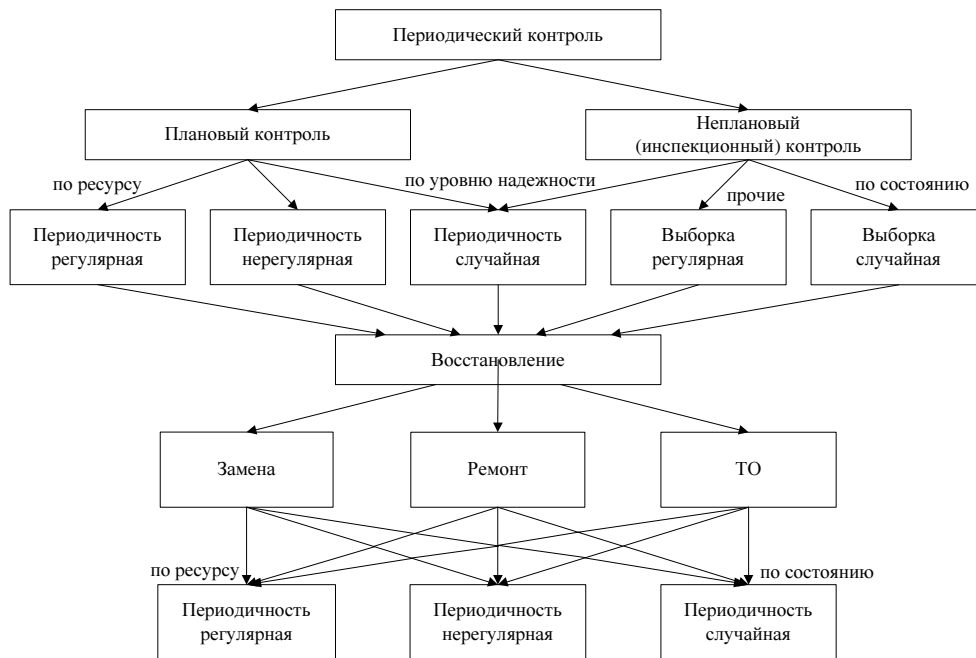 Периодический контроль
Плановый контроль
Неплановый
(инспекционный) контроль
по ресурсу
по уровню надежности
прочие
по состоянию
Периодичность
регулярная
Периодичность
нерегулярная
Периодичность
случайная
Выборка
регулярная
Выборка
случайная
Восстановление
Замена
Ремонт
ТО
по ресурсу
по состоянию
Периодичность
регулярная
Периодичность
нерегулярная
Периодичность
случайная